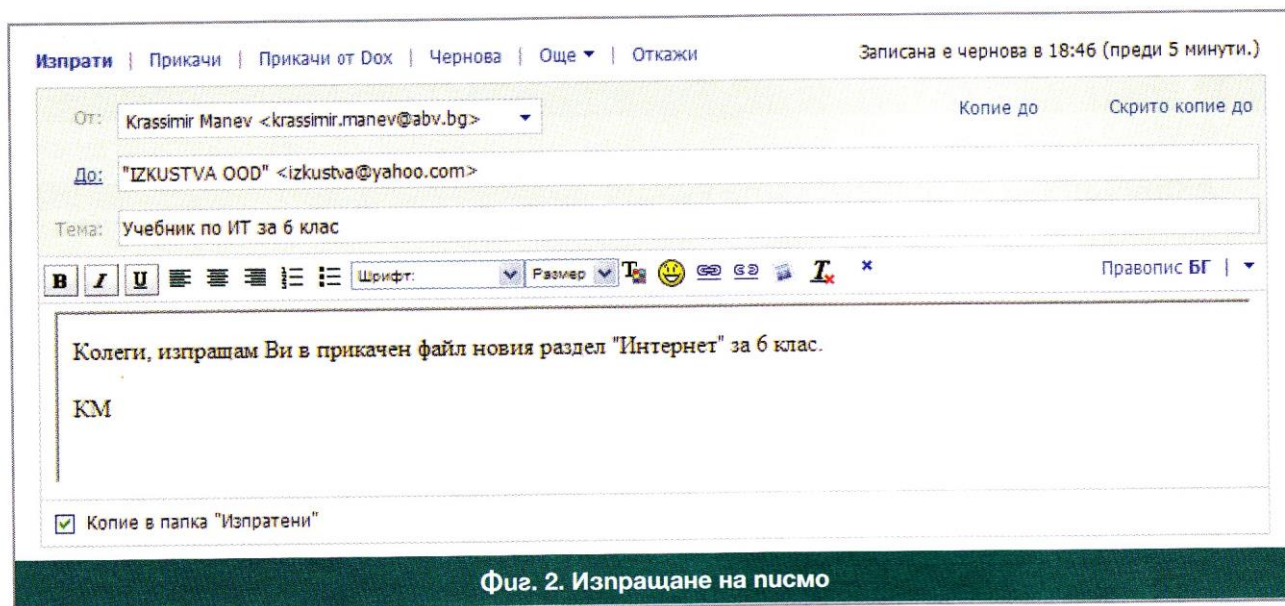 Изпрати | Прикачи | Прикачи от Dox | Чернова | Още ▼ | Откажи Записана е чернова в 18:46 (преди 5 минути.)
От: Krassimir Manev <krassimir.manev@abv.bg> Копие до Скрито копие до
До: "IZKUSTVA OOD" <izkustva@yahoo.com>
Тема: Учебник по ИТ за 6 клас
B I U Шрифт: Размер T T x Правопис БГ |
Колеги, изпращам Ви в прикачен файл новия раздел "Интернет" за 6 клас.
КМ
Копие в папка "Изпратени"
Фиг. 2. Изпращане на писмо